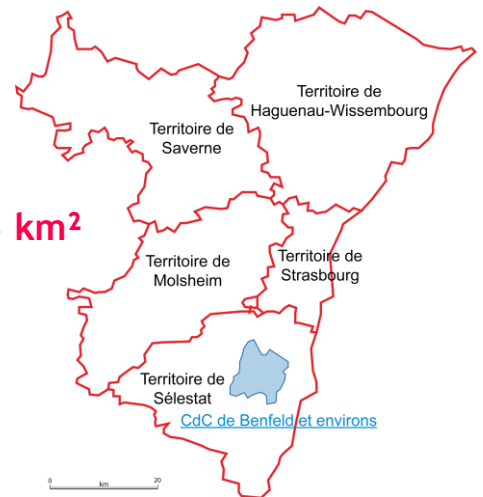 Territoire de
Haguenau-Wissembourg
Territoire de
Saverne
km²
Territoire de
Molsheim
Territoire de
Strasbourg
Territoire de
Sélestat
CdC de Benfeld et environs
0 km 20